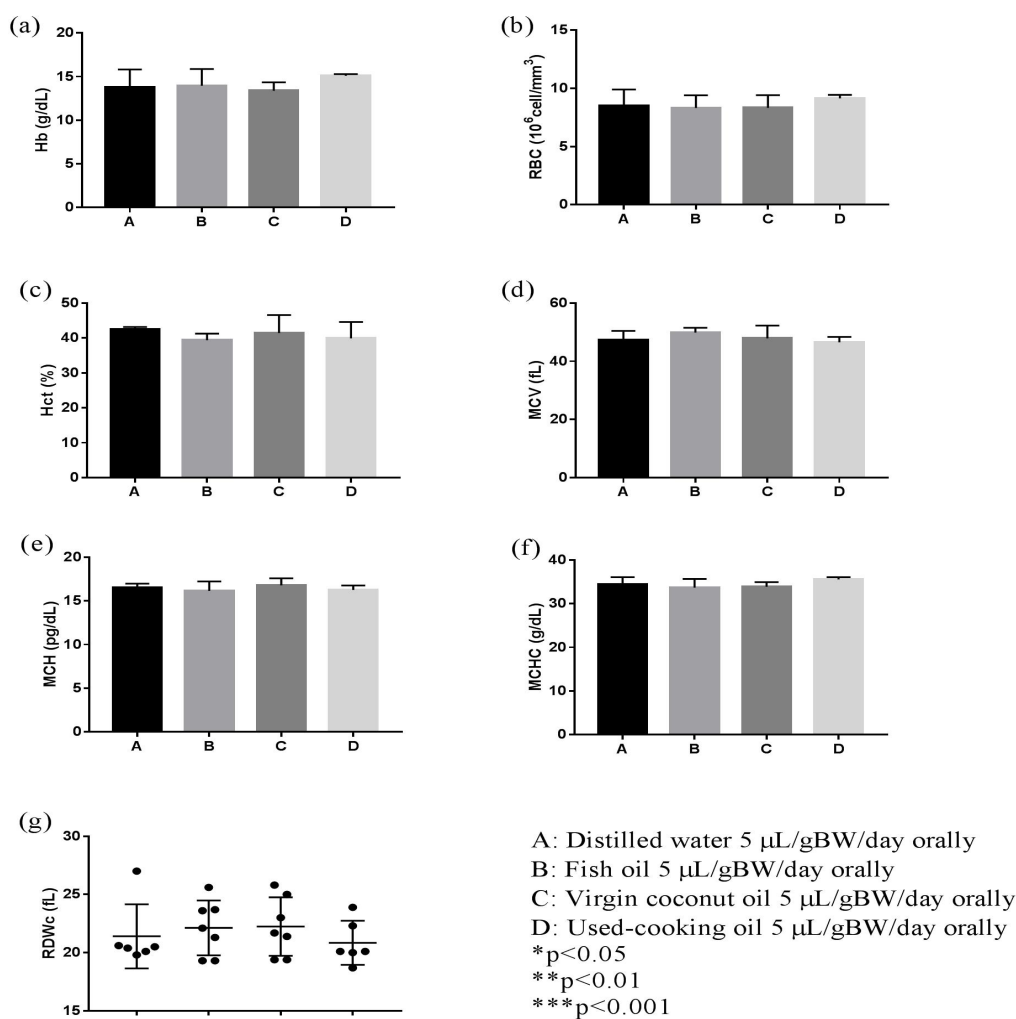 (a)
Hb (g/dL)
20
15
10
5
0
A B C D
(b)
RBC (10⁶cell/mm³)
15
10
5
0
A B C D
(c)
Hct (%)
50
40
30
20
10
0
A B C D
(d)
MCV (fL)
60
40
20
0
A B C D
(e)
MCH (pg/dL)
20
15
10
5
0
A B C D
(f)
MCHC (g/dL)
40
30
20
10
0
A B C D
(g)
RDWc (fL)
30
25
20
15
A: Distilled water 5 μL/gBW/day orally
B: Fish oil 5 μL/gBW/day orally
C: Virgin coconut oil 5 μL/gBW/day orally
D: Used-cooking oil 5 μL/gBW/day orally
*p<0.05
**p<0.01
***p<0.001